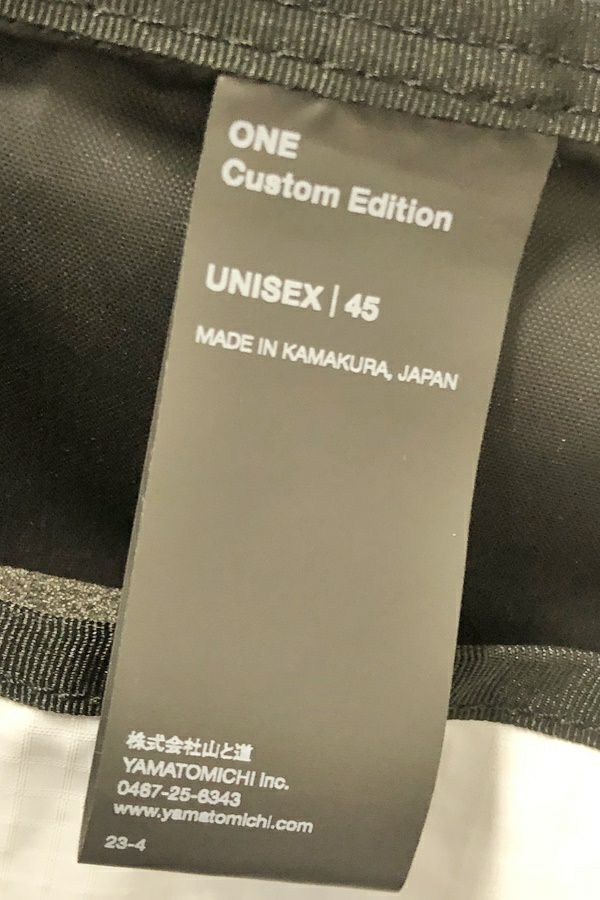 ONE
Custom Edition
UNISEX | 45
MADE IN KAMAKURA, JAPAN
株式会社山と道
YAMATOMICHI Inc.
0467-25-6343
www.yamatomichi.com
23-4